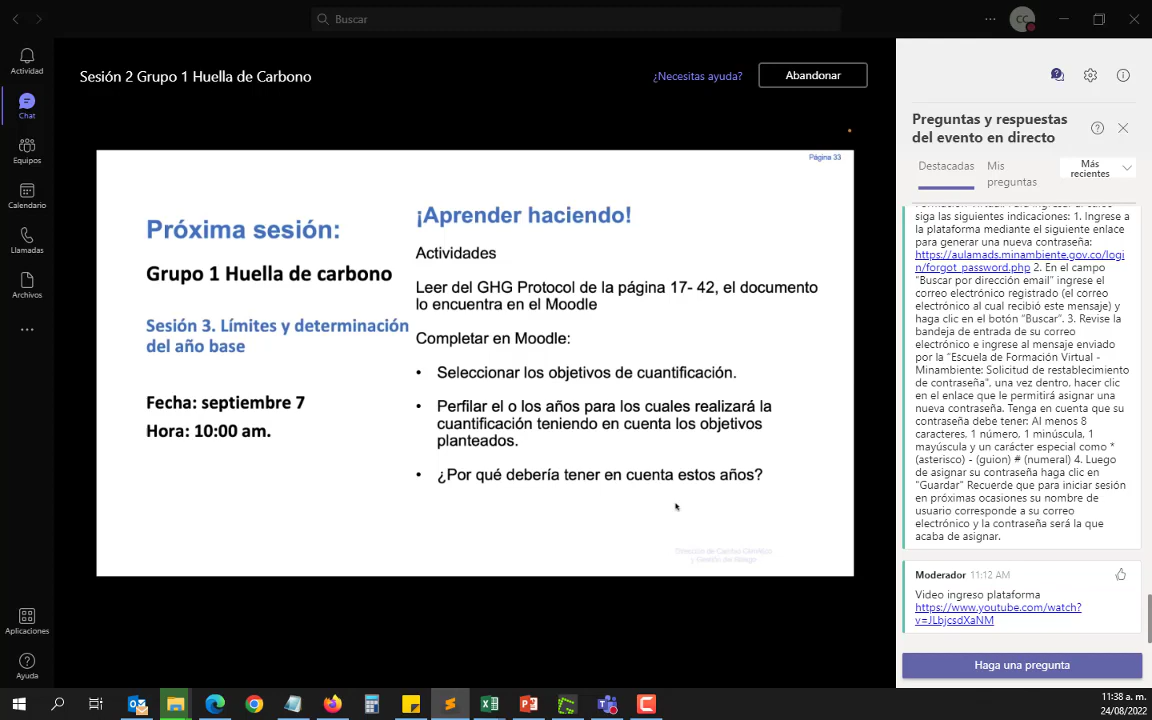 Buscar
CC
Actividad
Chat
Equipos
Calendario
Llamadas
Archivos
Aplicaciones
Ayuda
Sesión 2 Grupo 1 Huella de Carbono
¿Necesitas ayuda?
Abandonar
Página 33
Próxima sesión:
Grupo 1 Huella de carbono
Sesión 3. Límites y determinación
del año base
Fecha: septiembre 7
Hora: 10:00 am.
¡Aprender haciendo!
Actividades
Leer del GHG Protocol de la página 17- 42, el documento
lo encuentra en el Moodle
Completar en Moodle:
• Seleccionar los objetivos de cuantificación.
• Perfilar el o los años para los cuales realizará la
cuantificación teniendo en cuenta los objetivos
planteados.
• ¿Por qué debería tener en cuenta estos años?
Dirección de Cambio Climático
y Gestión del Riesgo
Preguntas y respuestas
del evento en directo
Destacadas
Mis
preguntas
Más
recientes
siga las siguientes indicaciones: 1. Ingrese a
la plataforma mediante el siguiente enlace
para generar una nueva contraseña:
https://aulamads.minambiente.gov.co/logi
n/forgot_password.php 2. En el campo
“Buscar por dirección email” ingrese el
correo electrónico registrado (el correo
electrónico al cual recibió este mensaje) y
haga clic en el botón “Buscar”. 3. Revise la
bandeja de entrada de su correo
electrónico e ingrese al mensaje enviado
por la “Escuela de Formación Virtual -
Minambiente: Solicitud de restablecimiento
de contraseña”, una vez dentro, hacer clic
en el enlace que le permitirá asignar una
nueva contraseña. Tenga en cuenta que su
contraseña debe tener: Al menos 8
caracteres, 1 número, 1 minúscula, 1
mayúscula y un carácter especial como *
(asterisco) - (guion) # (numeral) 4. Luego
de asignar su contraseña haga clic en
“Guardar” Recuerde que para iniciar sesión
en próximas ocasiones su nombre de
usuario corresponde a su correo
electrónico y la contraseña será la que
acaba de asignar.
Moderador 11:12 AM
Video ingreso plataforma
https://www.youtube.com/watch?
v=JLbjcsdXaNM
Haga una pregunta
11:38 a. m.
24/08/2022